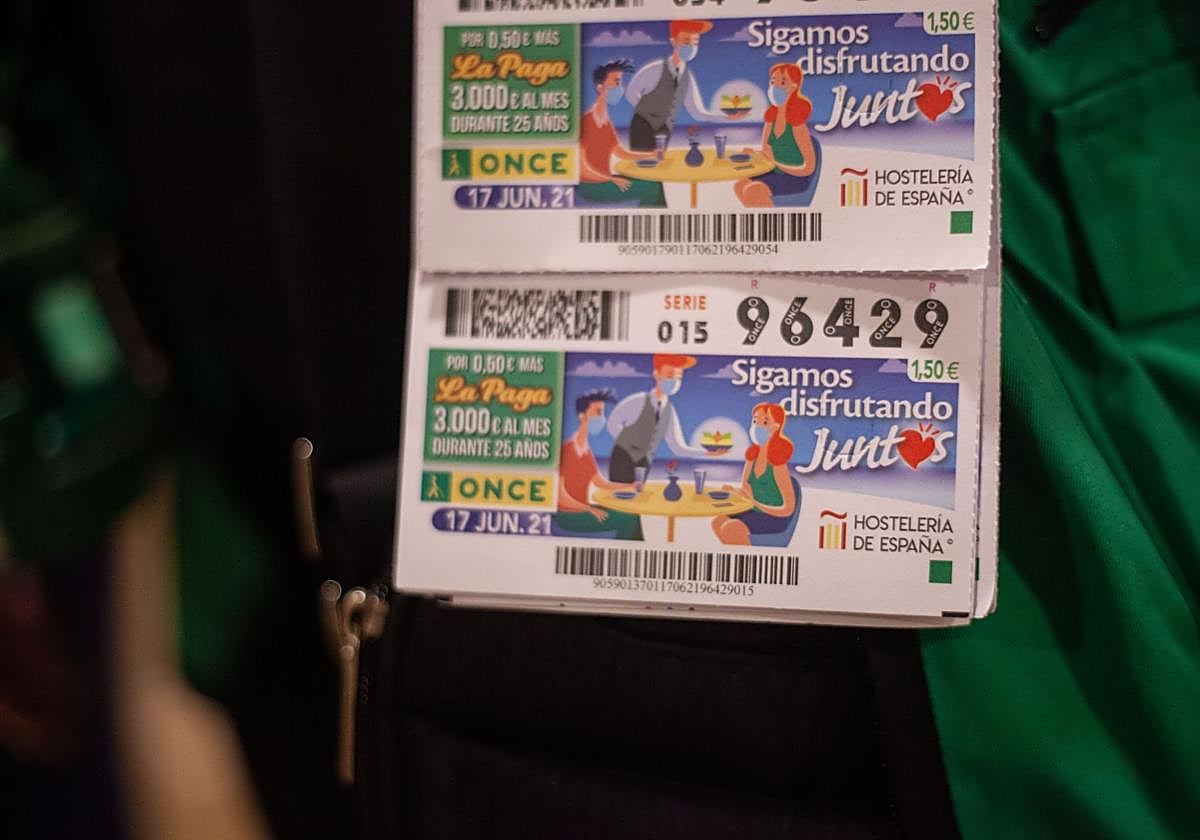 1,50 €
POR 0,50 € MÁS
La Paga
3.000 € AL MES
DURANTE 25 AÑOS
Sigamos
disfrutando
Juntos
ONCE
17 JUN. 21
HOSTELERÍA
DE ESPAÑA
905901790117062196429054
R R
SERIE
015
96429
1,50 €
POR 0,50 € MÁS
La Paga
3.000 € AL MES
DURANTE 25 AÑOS
Sigamos
disfrutando
Juntos
ONCE
17 JUN. 21
HOSTELERÍA
DE ESPAÑA
905901370117062196429015